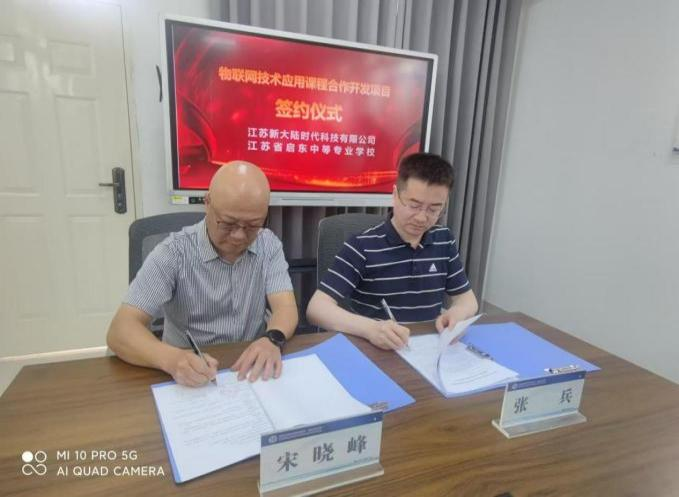 物联网技术应用课程合作开发项目
签约仪式
江苏新大陆时代科技有限公司
江苏省启东中等专业学校
宋晓峰
张兵
MI 10 PRO 5G
AI QUAD CAMERA